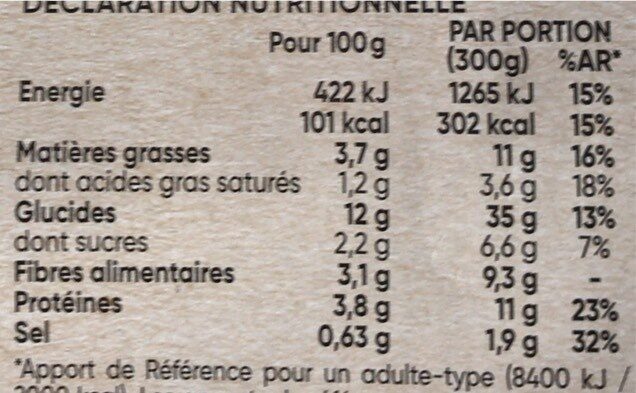 DÉCLARATION NUTRITIONNELLE
Pour 100g PAR PORTION (300g) %AR*
Energie 422 kJ 1265 kJ 15%
101 kcal 302 kcal 15%
Matières grasses 3,7 g 11 g 16%
dont acides gras saturés 1,2 g 3,6 g 18%
Glucides 12 g 35 g 13%
dont sucres 2,2 g 6,6 g 7%
Fibres alimentaires 3,1 g 9,3 g -
Protéines 3,8 g 11 g 23%
Sel 0,63 g 1,9 g 32%
*Apport de Référence pour un adulte-type (8400 kJ /